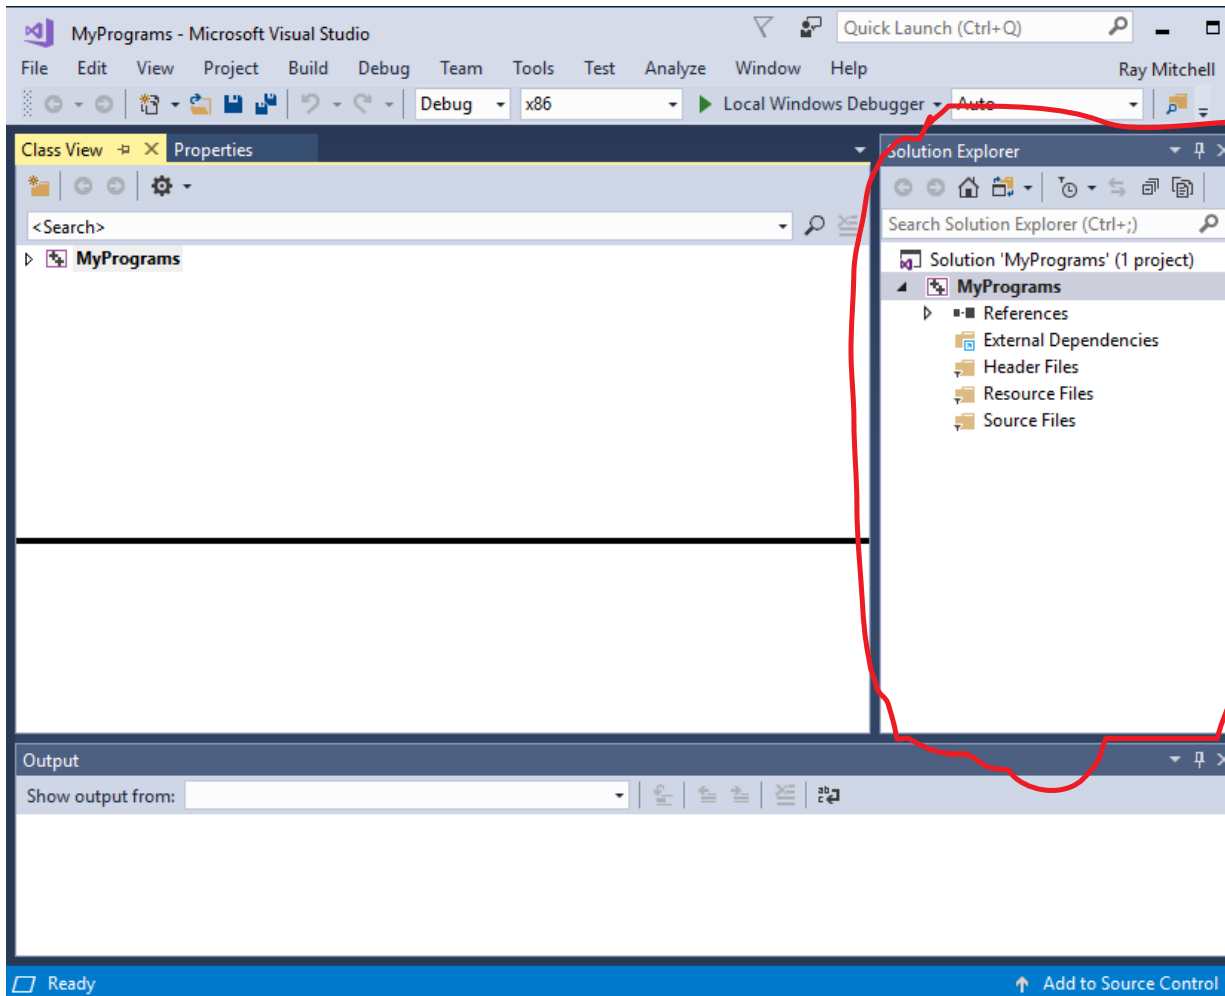 MyPrograms - Microsoft Visual Studio
Quick Launch (Ctrl+Q)
File Edit View Project Build Debug Team Tools Test Analyze Window Help
Ray Mitchell
Debug x86 Local Windows Debugger Auto
Class View Properties
<Search>
MyPrograms
Solution Explorer
Search Solution Explorer (Ctrl+;)
Solution 'MyPrograms' (1 project)
MyPrograms
References
External Dependencies
Header Files
Resource Files
Source Files
Output
Show output from:
Ready
Add to Source Control